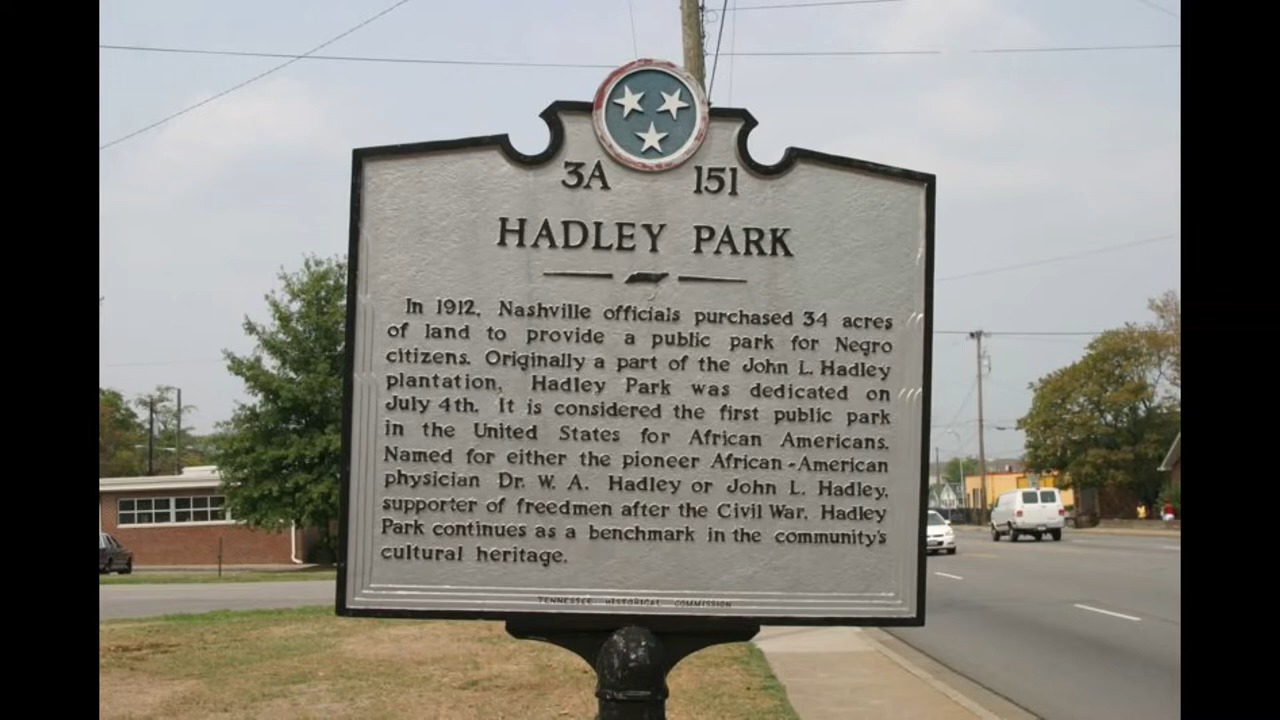 3A 151
HADLEY PARK
In 1912, Nashville officials purchased 34 acres
of land to provide a public park for Negro
citizens. Originally a part of the John L. Hadley
plantation, Hadley Park was dedicated on
July 4th. It is considered the first public park
in the United States for African Americans.
Named for either the pioneer African-American
physician Dr. W. A. Hadley or John L. Hadley,
supporter of freedmen after the Civil War, Hadley
Park continues as a benchmark in the community's
cultural heritage.
TENNESSEE HISTORICAL COMMISSION